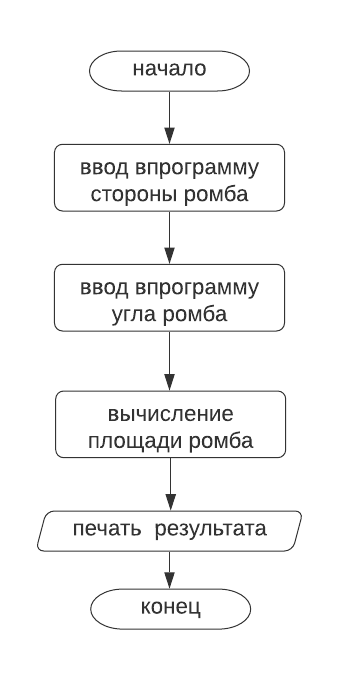 начало
ввод впрограмму
стороны ромба
ввод впрограмму
угла ромба
вычисление
площади ромба
печать результата
конец